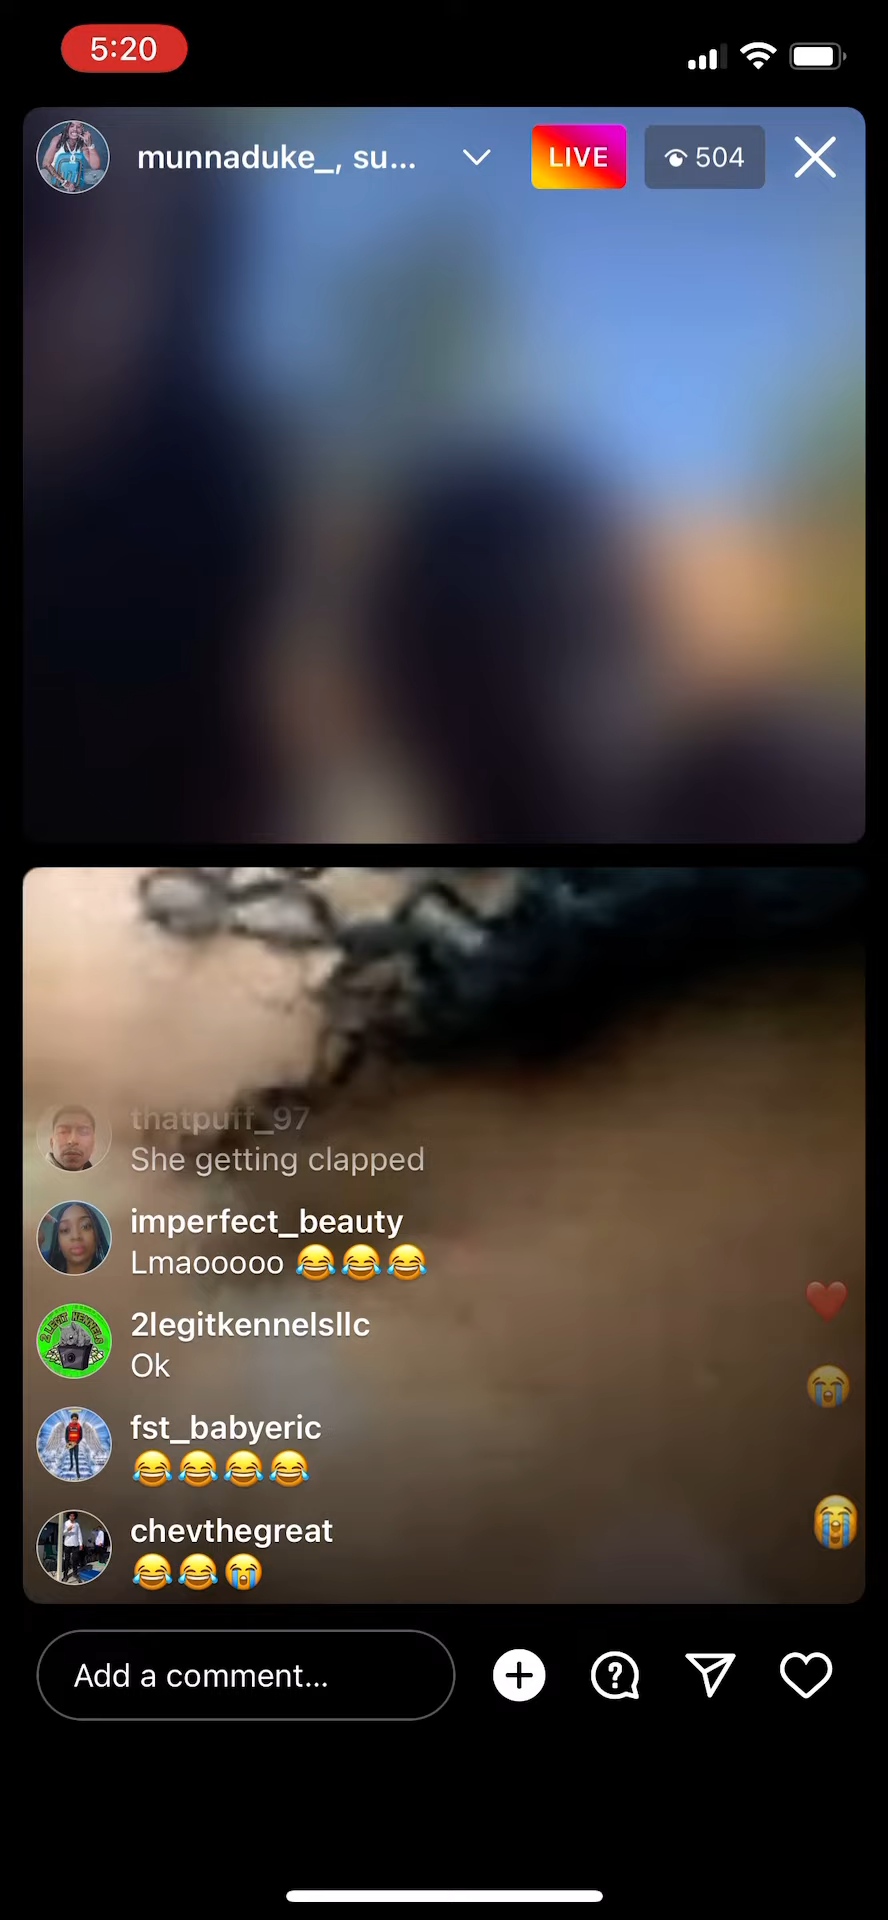 5:20
munnaduke_, su...
LIVE
504
thatpuff_97
She getting clapped
imperfect_beauty
Lmaooooo 😂😂😂
2legitkennelsllc
Ok
fst_babyeric
😂😂😂😂
chevthegreat
😂😂😭
Add a comment...